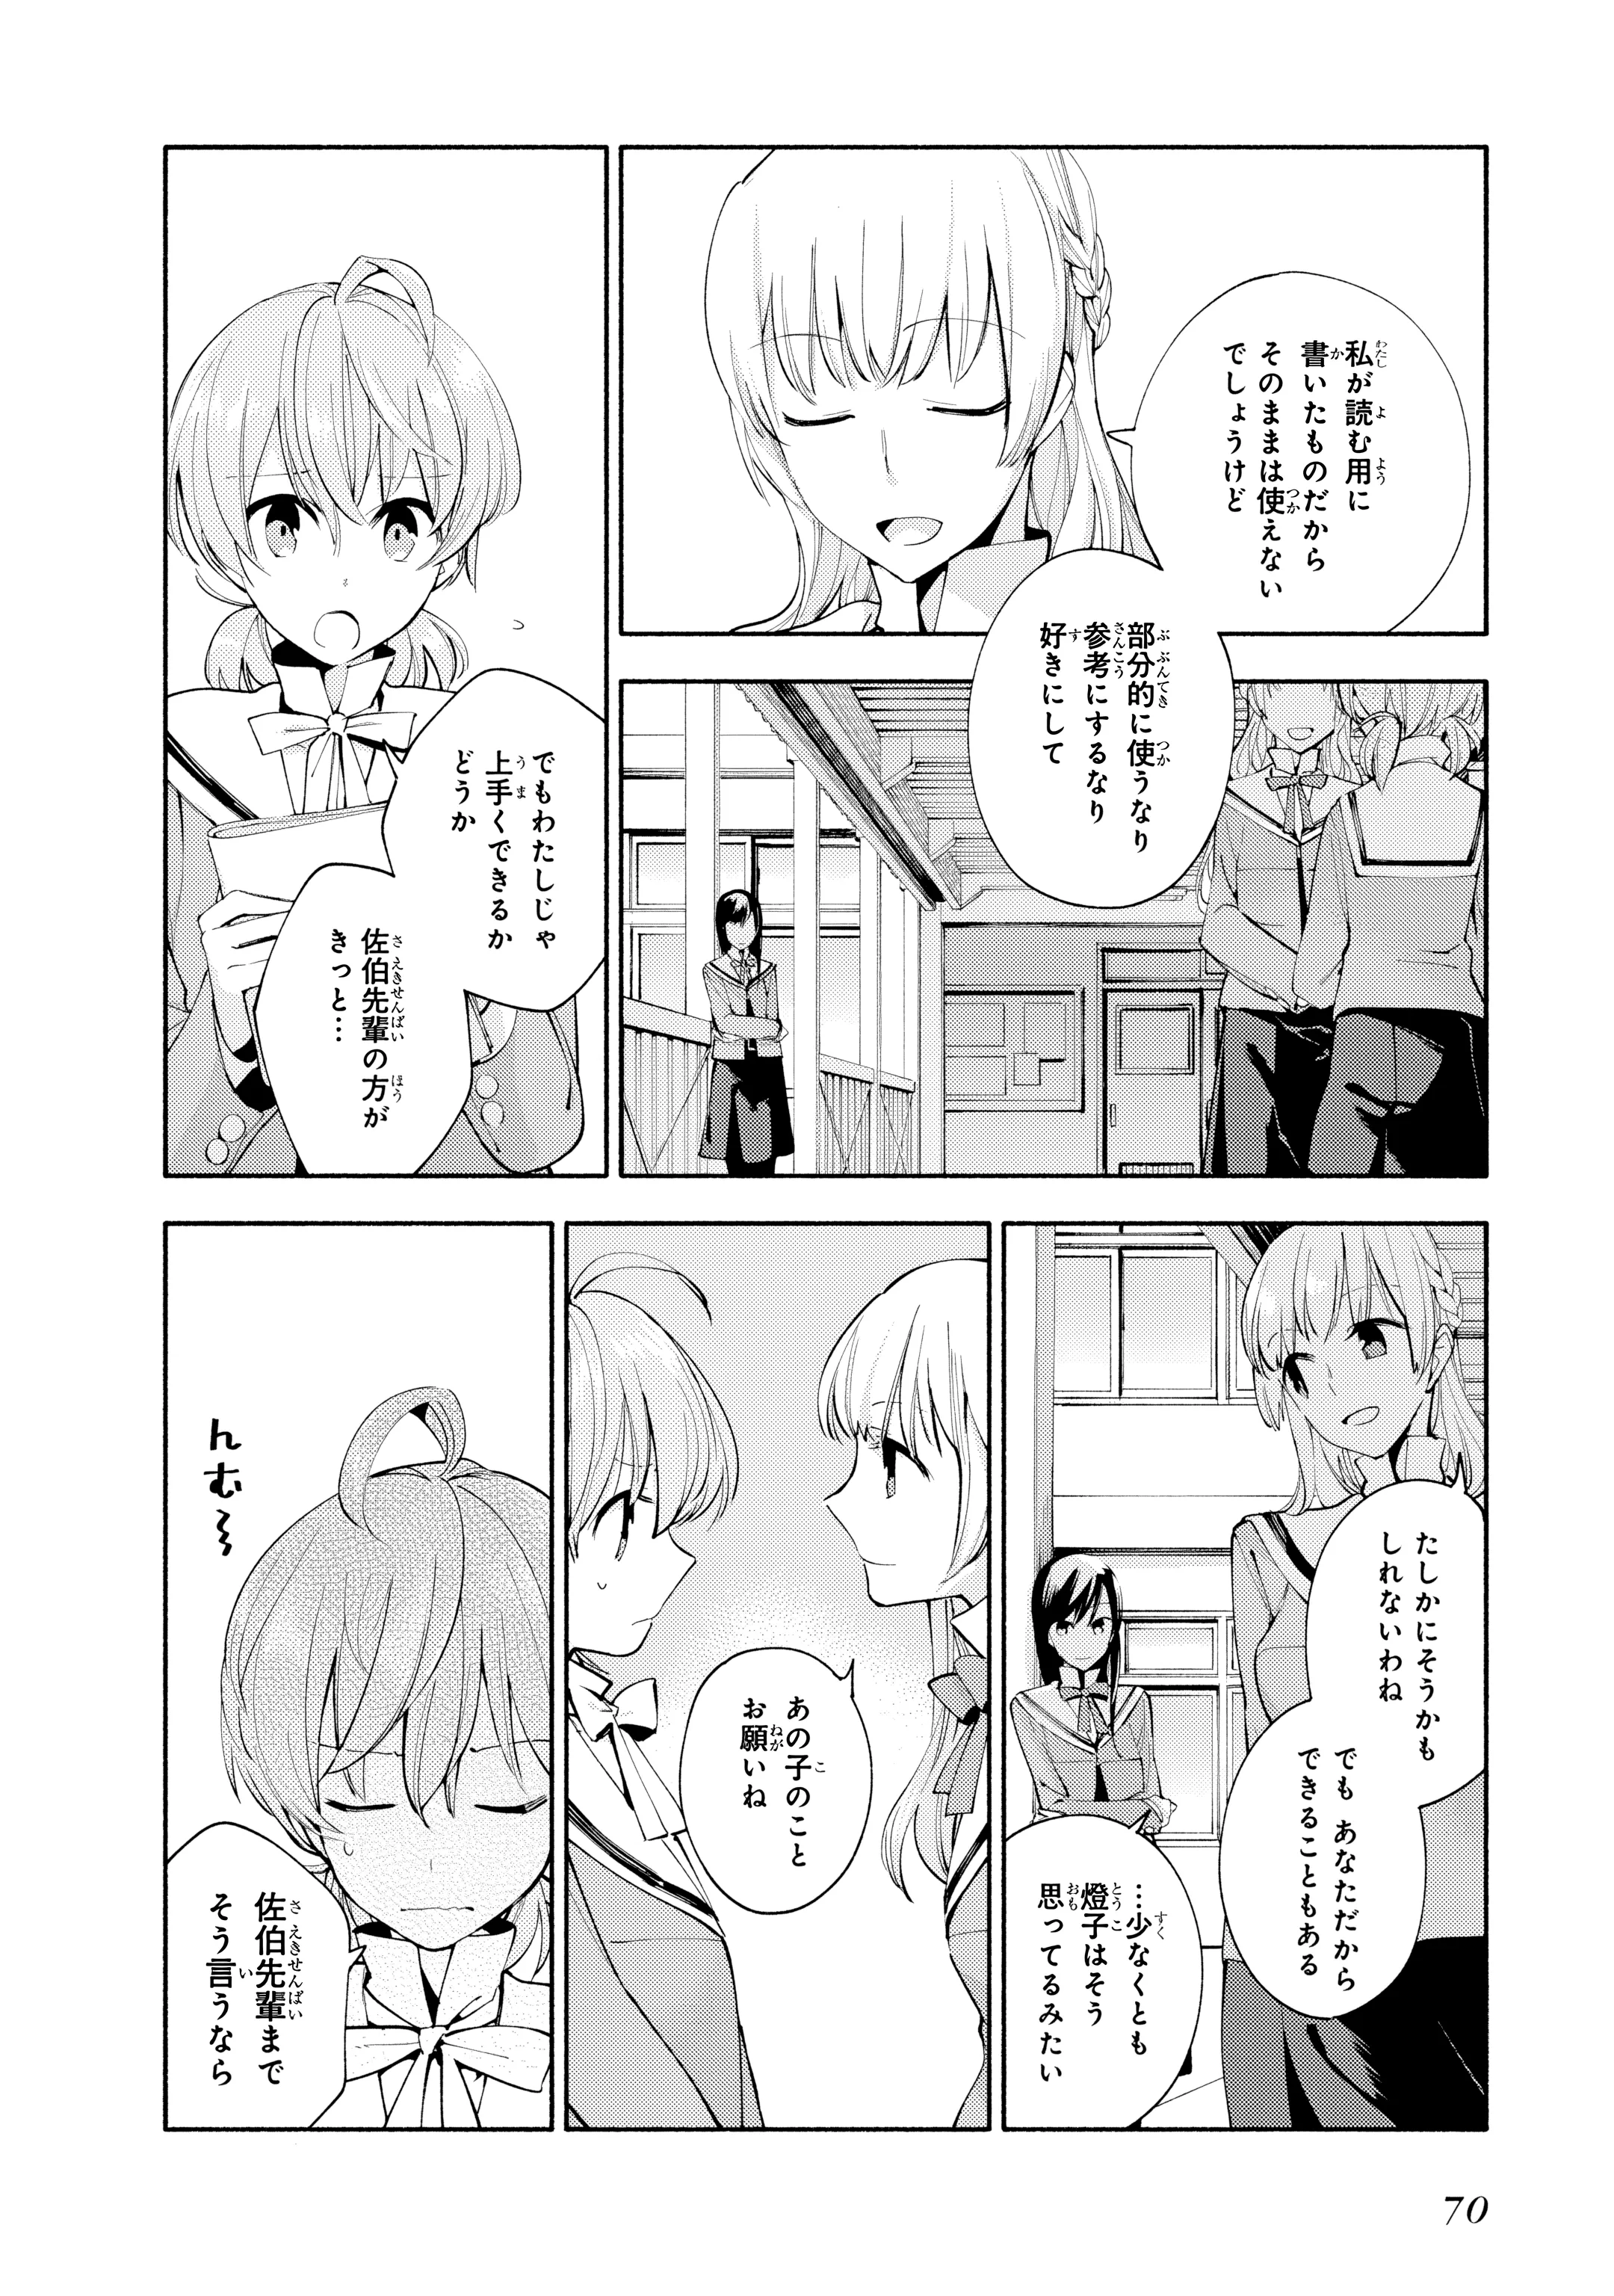 私が読む用に
書いたものだから
そのままは使えない
でしょうけど
部分的に使うなり
参考にするなり
好きにして
でもわたしじゃ
上手くできるか
どうか
佐伯先輩の方が
きっと…
たしかにそうかも
しれないわね
でも あなただから
できることもある
…少なくとも
燈子はそう
思ってるみたい
あの子のこと
お願いね
んむ〜
佐伯先輩まで
そう言うなら
70